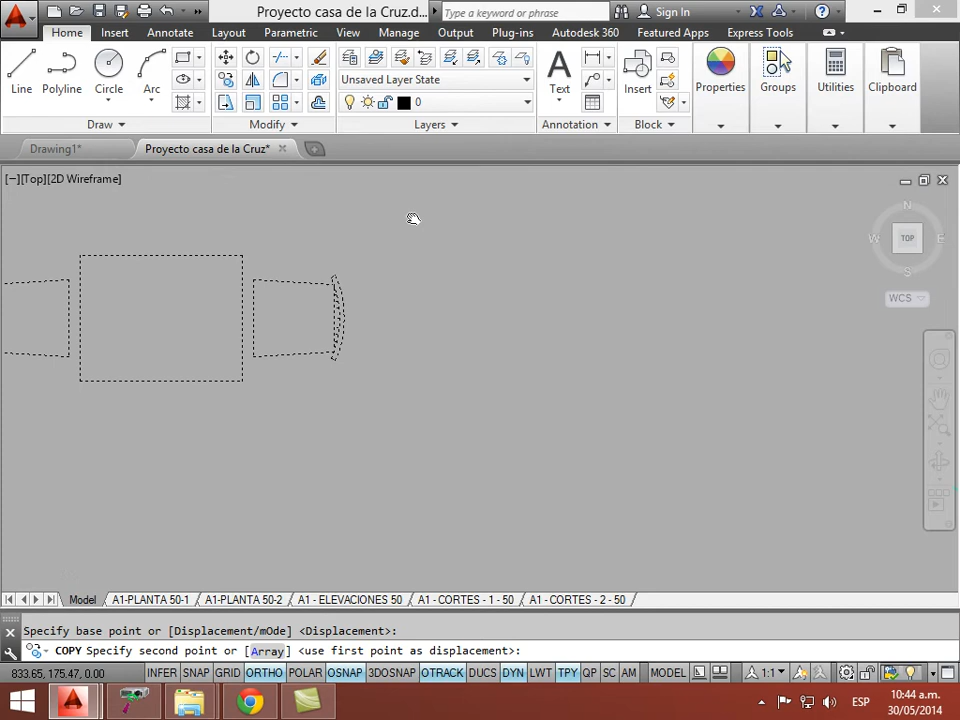 Proyecto casa de la Cruz.d...
Type a keyword or phrase
Sign In
Home
Insert
Annotate
Layout
Parametric
View
Manage
Output
Plug-ins
Autodesk 360
Featured Apps
Express Tools
Line
Polyline
Circle
Arc
Unsaved Layer State
0
Text
Insert
Properties
Groups
Utilities
Clipboard
Draw
Modify
Layers
Annotation
Block
Drawing1*
Proyecto casa de la Cruz*
[−][Top][2D Wireframe]
N
W
TOP
E
S
WCS
Model
A1-PLANTA 50-1
A1-PLANTA 50-2
A1 - ELEVACIONES 50
A1 - CORTES - 1 - 50
A1 - CORTES - 2 - 50
Specify base point or [Displacement/mOde] <Displacement>:
COPY Specify second point or [Array] <use first point as displacement>:
833.65, 175.47, 0.00
INFER
SNAP
GRID
ORTHO
POLAR
OSNAP
3DOSNAP
OTRACK
DUCS
DYN
LWT
TPY
QP
SC
AM
MODEL
1:1
ESP
10:44 a.m.
30/05/2014